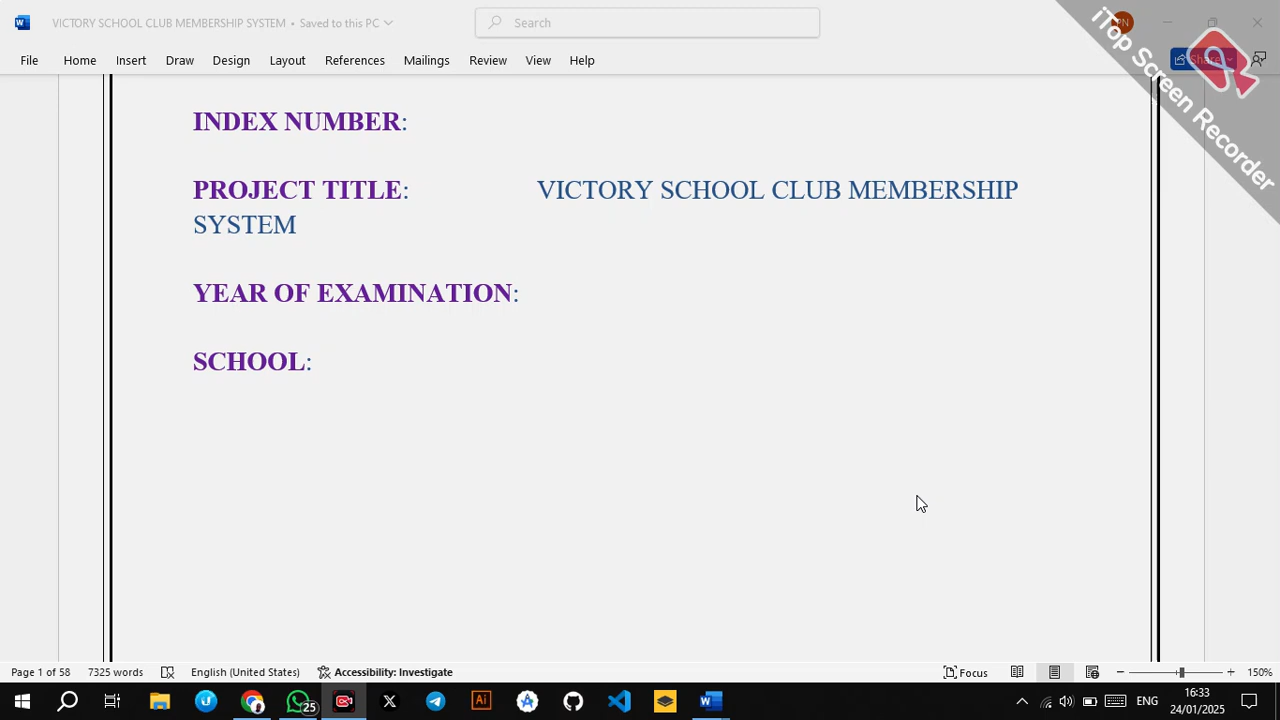 VICTORY SCHOOL CLUB MEMBERSHIP SYSTEM • Saved to this PC
Search
PN
File Home Insert Draw Design Layout References Mailings Review View Help
Share
iTop Screen Recorder
INDEX NUMBER:
PROJECT TITLE: VICTORY SCHOOL CLUB MEMBERSHIP
SYSTEM
YEAR OF EXAMINATION:
SCHOOL:
Page 1 of 58 7325 words English (United States) Accessibility: Investigate Focus 150%
25
X
Ai
ENG
16:33
24/01/2025